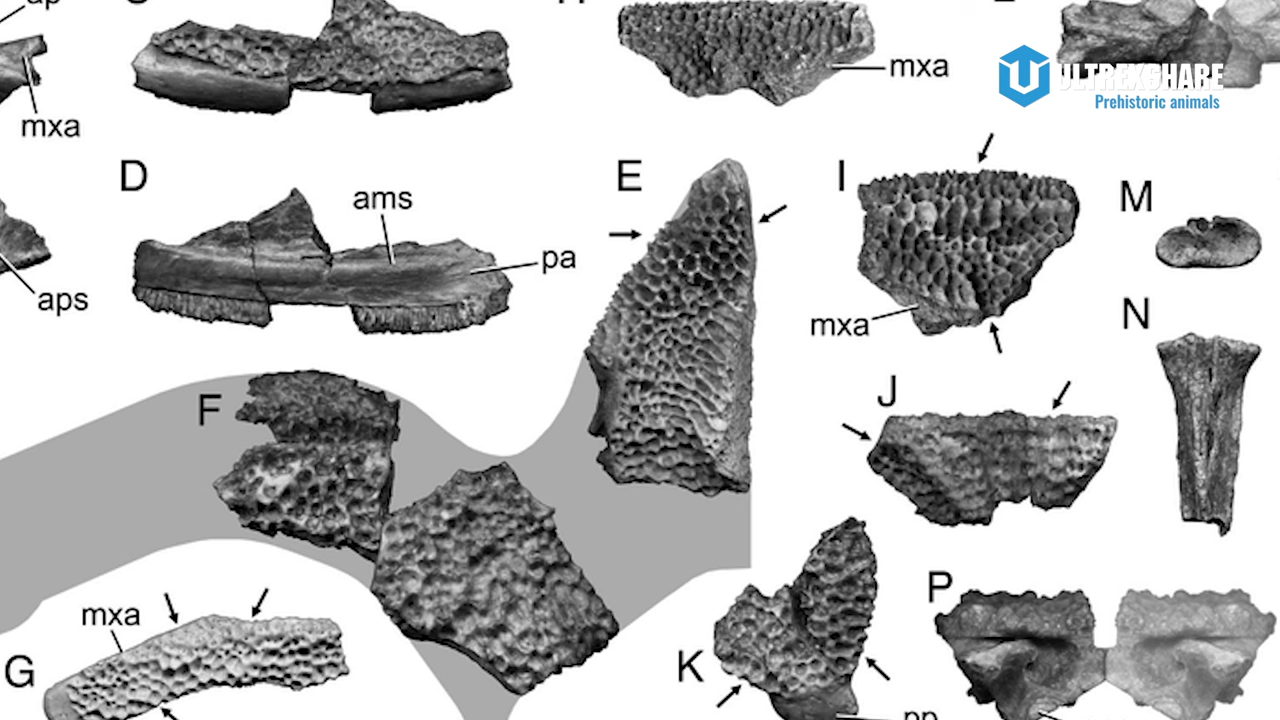 mxa
mxa
ULTREXSHARE
Prehistoric animals
D
ams
pa
aps
E
I
mxa
M
N
F
J
mxa
G
K
P